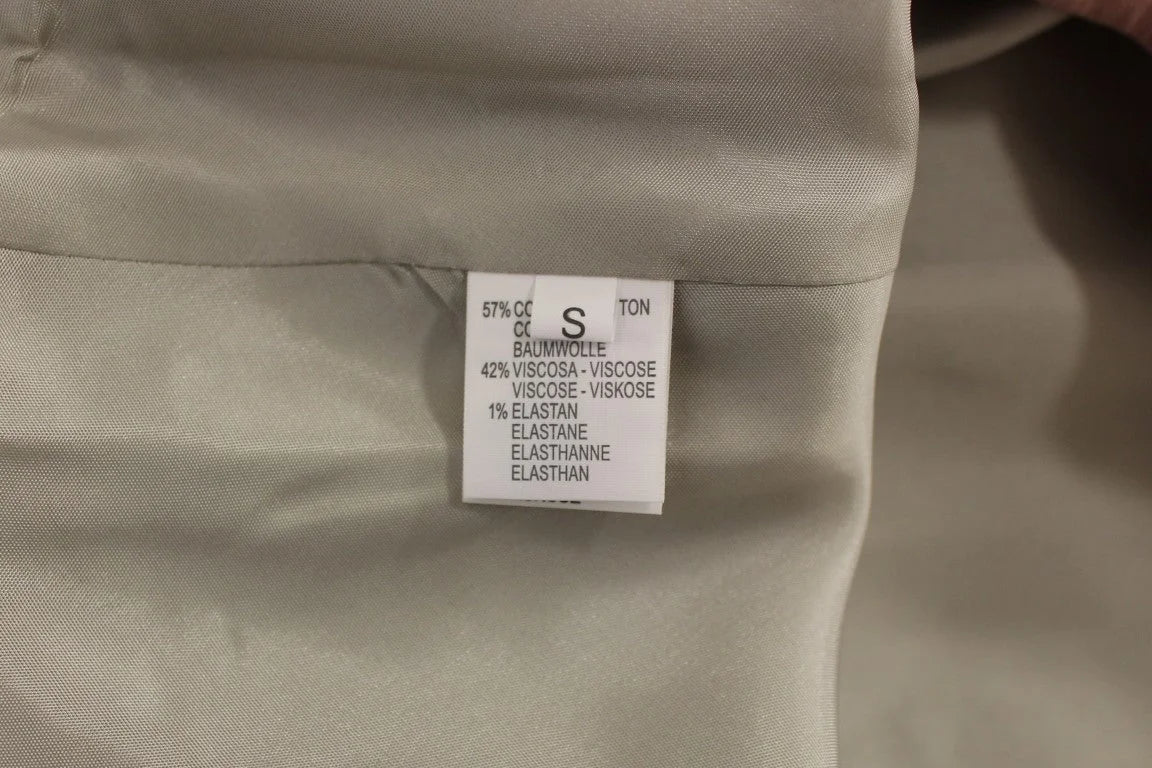 S
57% CO TON
CO
BAUMWOLLE
42% VISCOSA - VISCOSE
VISCOSE - VISKOSE
1% ELASTAN
ELASTANE
ELASTHANNE
ELASTHAN